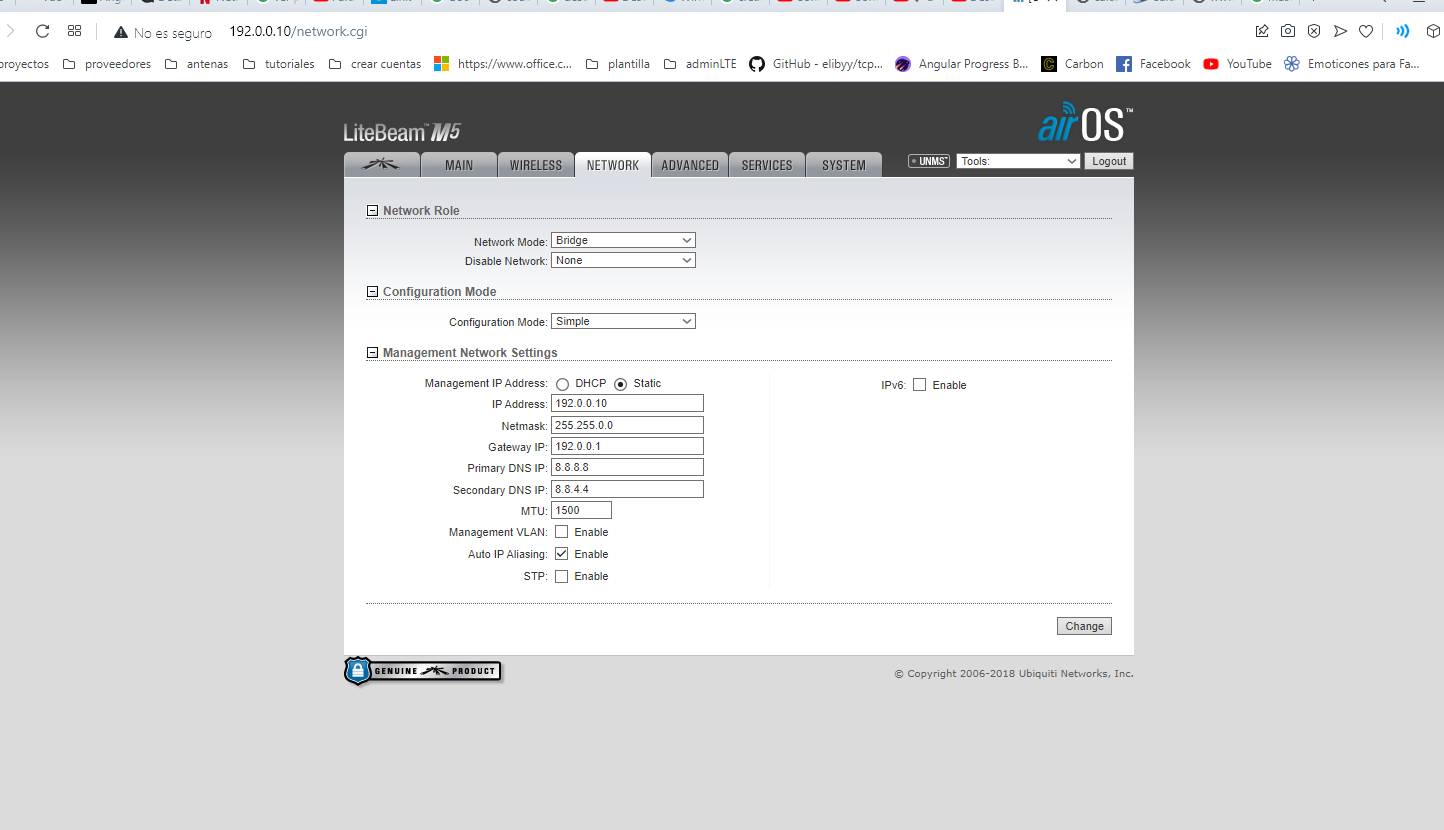 No es seguro 192.0.0.10/network.cgi
proyectos proveedores antenas tutoriales crear cuentas https://www.office.c... plantilla adminLTE GitHub - elibyy/tcp... Angular Progress B... Carbon Facebook YouTube Emoticones para Fa...
LiteBeam™ M5 airOS™
MAIN WIRELESS NETWORK ADVANCED SERVICES SYSTEM UNMS™ Tools: Logout
Network Role
Network Mode: Bridge
Disable Network: None
Configuration Mode
Configuration Mode: Simple
Management Network Settings
Management IP Address: DHCP Static IPv6: Enable
IP Address: 192.0.0.10
Netmask: 255.255.0.0
Gateway IP: 192.0.0.1
Primary DNS IP: 8.8.8.8
Secondary DNS IP: 8.8.4.4
MTU: 1500
Management VLAN: Enable
Auto IP Aliasing: Enable
STP: Enable
Change
GENUINE PRODUCT © Copyright 2006-2018 Ubiquiti Networks, Inc.